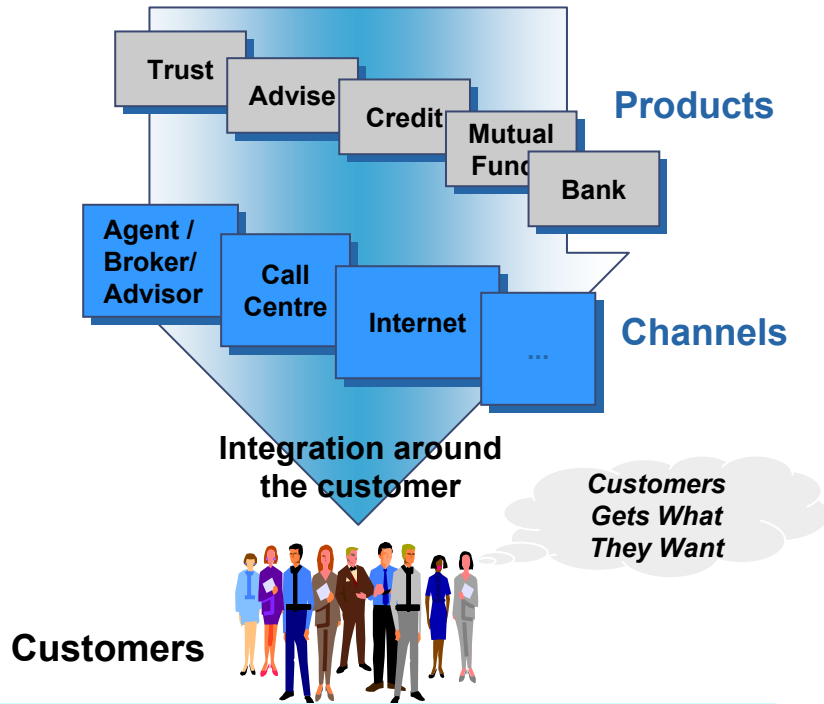 Trust
Advise
Credit
Mutual
Fund
Bank
Products
Agent /
Broker/
Advisor
Call
Centre
Internet
...
Channels
Integration around
the customer
Customers
Gets What
They Want
Customers